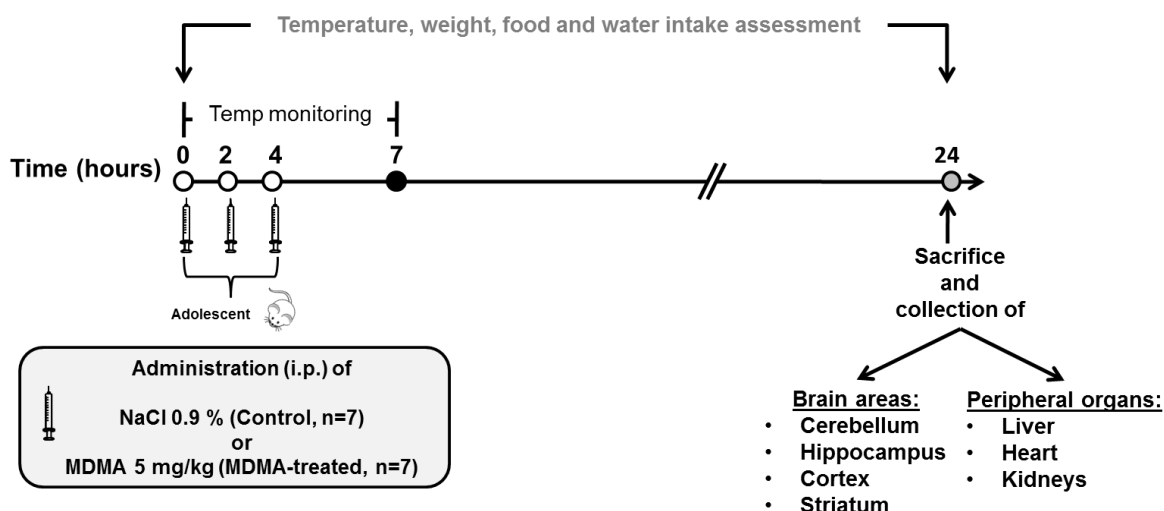 Temperature, weight, food and water intake assessment
Temp monitoring
Time (hours)
0 2 4 7 24
Adolescent
Administration (i.p.) of
NaCl 0.9 % (Control, n=7)
or
MDMA 5 mg/kg (MDMA-treated, n=7)
Sacrifice
and
collection of
Brain areas:
• Cerebellum
• Hippocampus
• Cortex
• Striatum
Peripheral organs:
• Liver
• Heart
• Kidneys